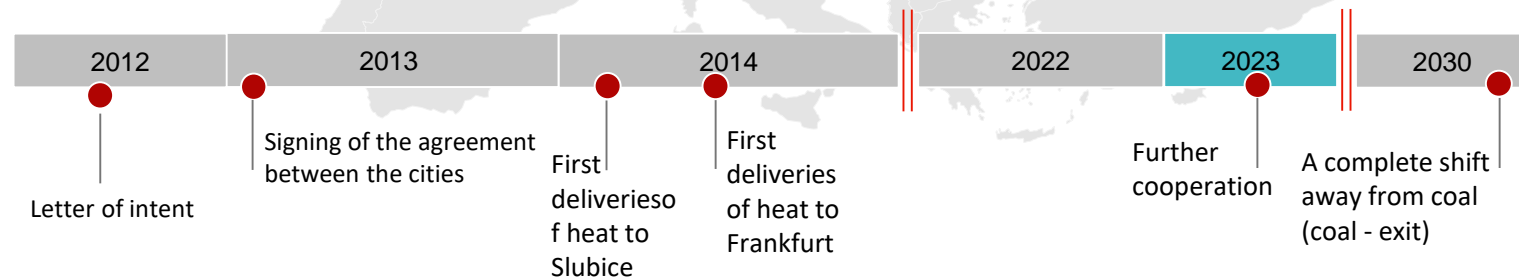 2012
2013
2014
2022
2023
2030
Letter of intent
Signing of the agreement
between the cities
First
deliverieso
f heat to
Slubice
First
deliveries
of heat to
Frankfurt
Further
cooperation
A complete shift
away from coal
(coal - exit)